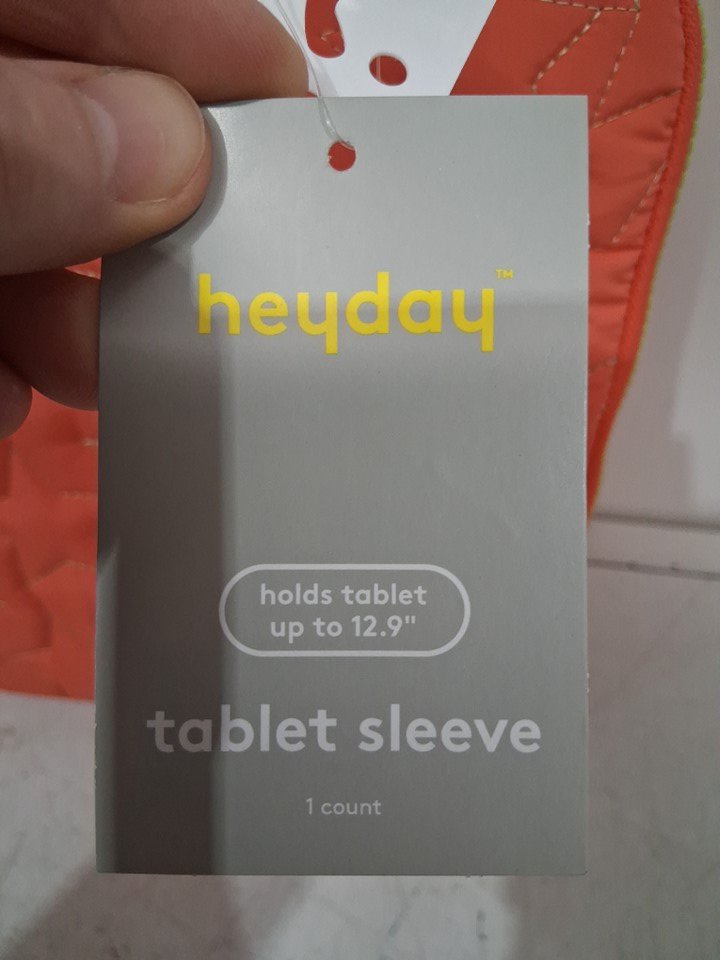 heyday™
holds tablet
up to 12.9"
tablet sleeve
1 count